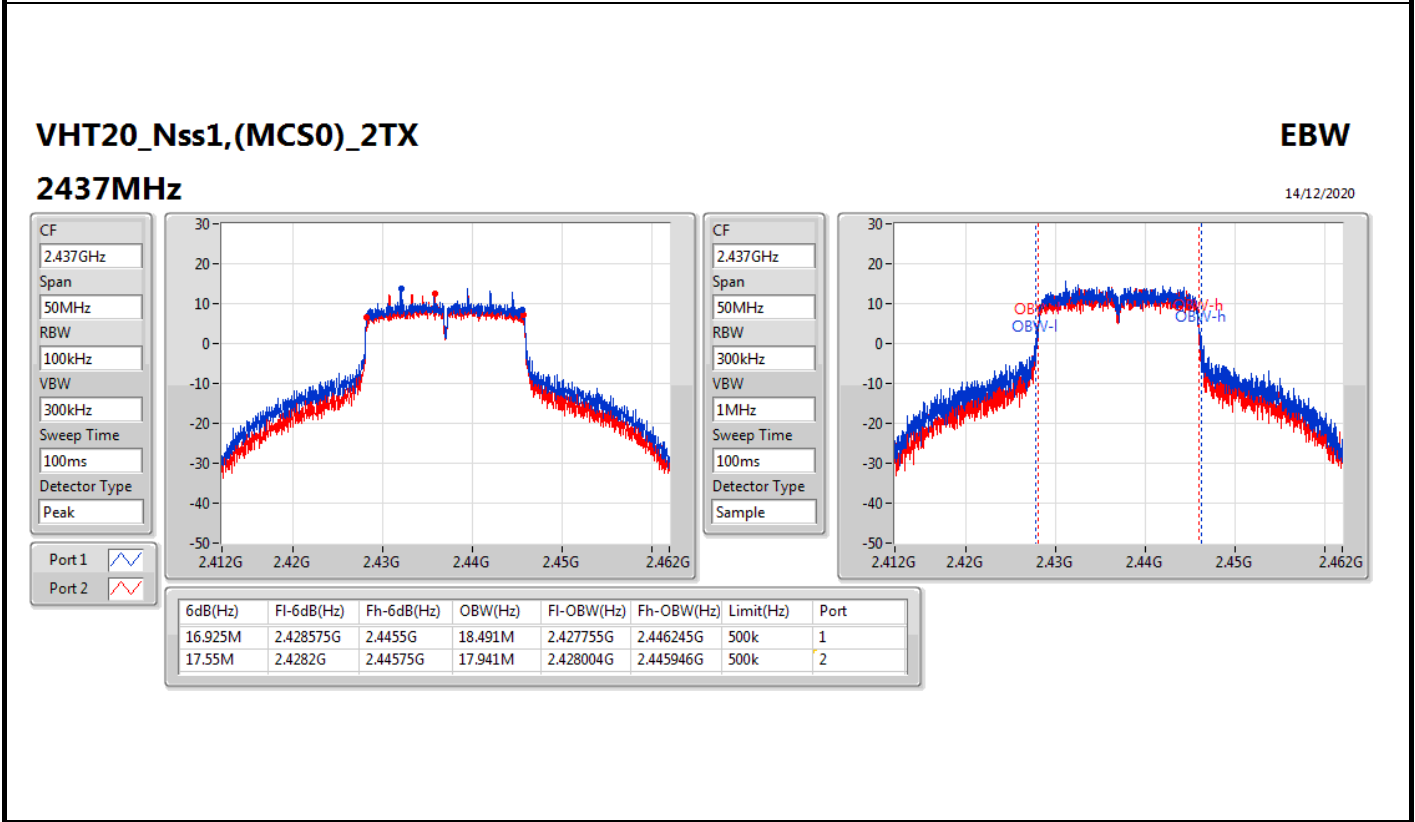 VHT20_Nss1,(MCS0)_2TX
EBW
2437MHz
14/12/2020
CF
2.437GHz
Span
50MHz
RBW
100kHz
VBW
300kHz
Sweep Time
100ms
Detector Type
Peak
Port 1
Port 2
30
20
10
0
-10
-20
-30
-40
-50
2.412G 2.42G 2.43G 2.44G 2.45G 2.462G
CF
2.437GHz
Span
50MHz
RBW
300kHz
VBW
1MHz
Sweep Time
100ms
Detector Type
Sample
30
20
10
0
-10
-20
-30
-40
-50
OBW-l
OBW-h
2.412G 2.42G 2.43G 2.44G 2.45G 2.462G
6dB(Hz) Fl-6dB(Hz) Fh-6dB(Hz) OBW(Hz) Fl-OBW(Hz) Fh-OBW(Hz) Limit(Hz) Port
16.925M 2.428575G 2.4455G 18.491M 2.427755G 2.446245G 500k 1
17.55M 2.4282G 2.44575G 17.941M 2.428004G 2.445946G 500k 2